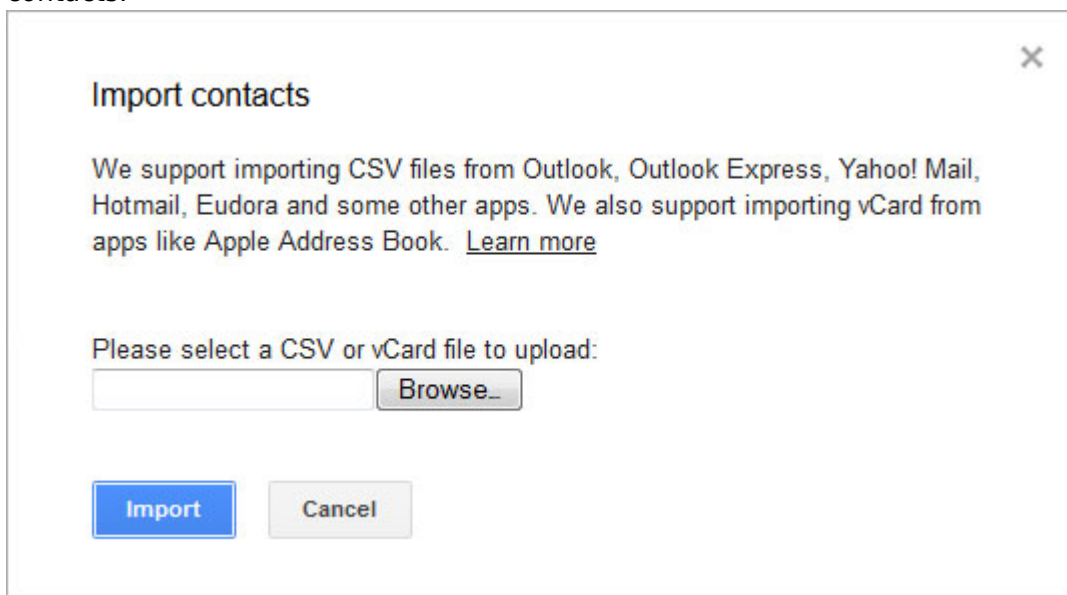 contacts.
Import contacts
We support importing CSV files from Outlook, Outlook Express, Yahoo! Mail,
Hotmail, Eudora and some other apps. We also support importing vCard from
apps like Apple Address Book. Learn more
Please select a CSV or vCard file to upload:
Browse...
Import Cancel